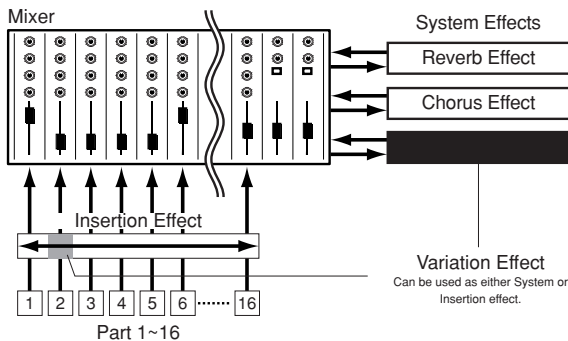 Mixer
System Effects
Reverb Effect
Chorus Effect
Insertion Effect
Variation Effect
Can be used as either System or
Insertion effect.
1 2 3 4 5 6 ........ 16
Part 1~16